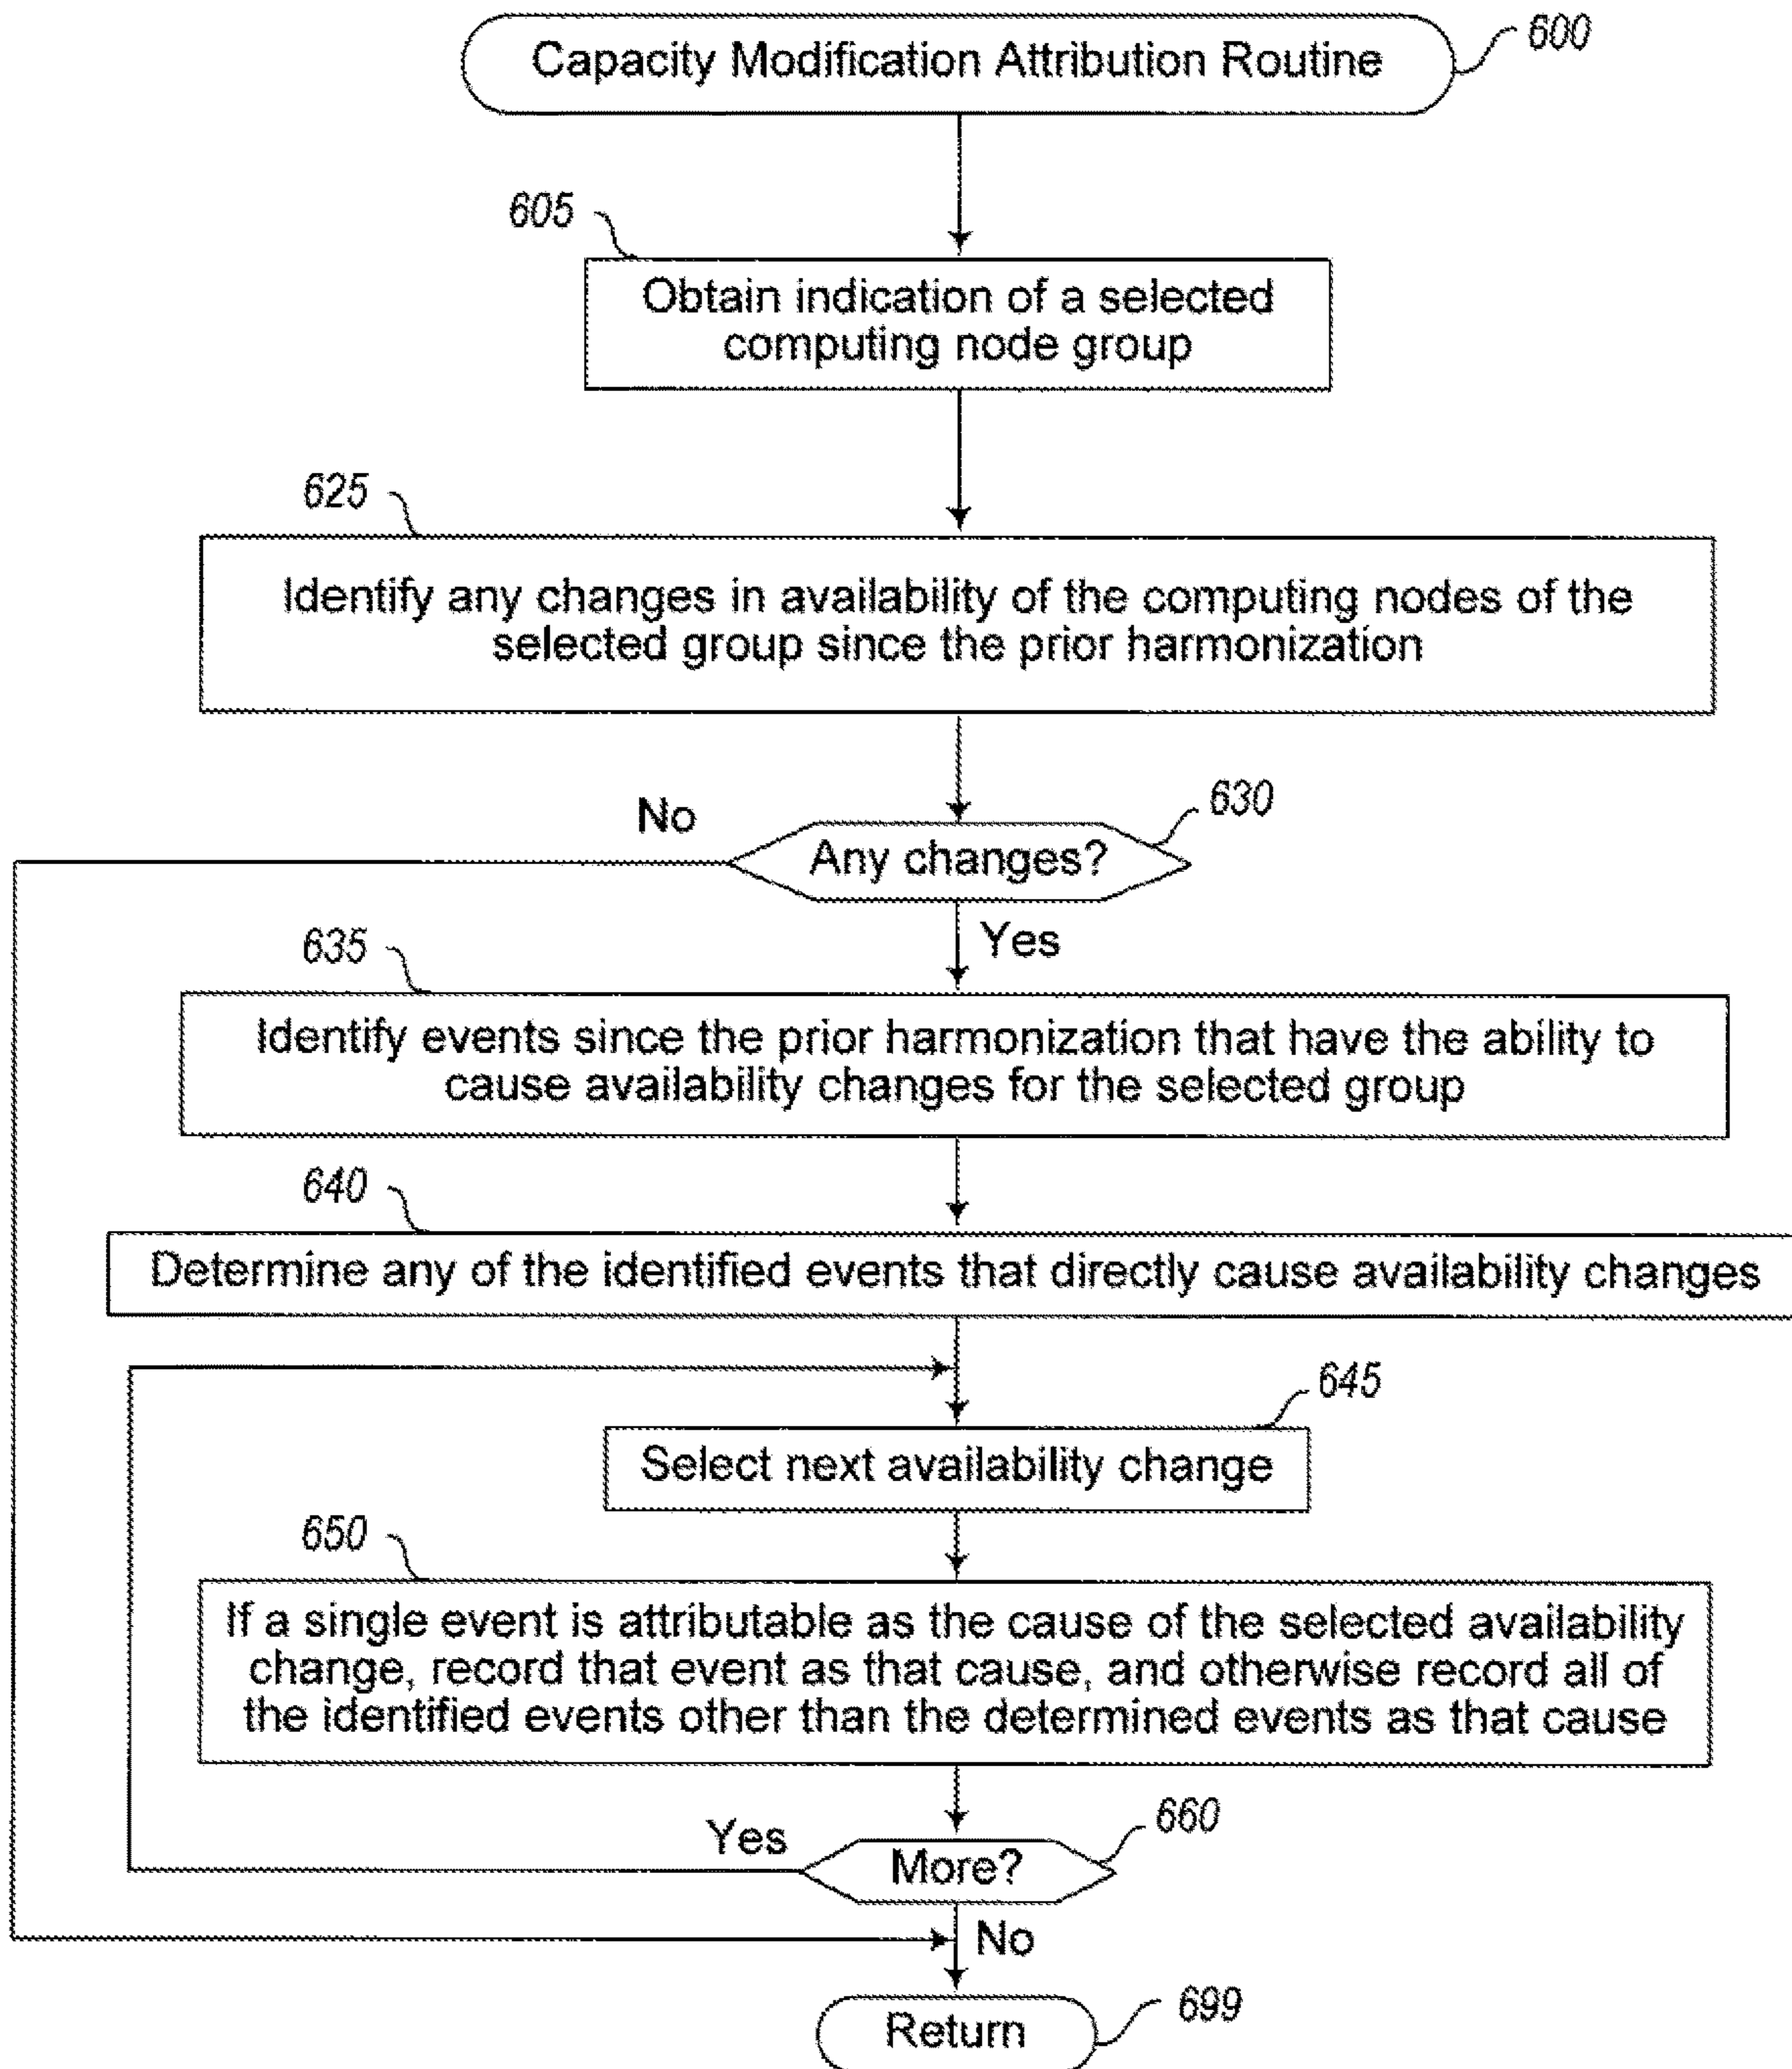 Capacity Modification Attribution Routine
600
605
Obtain indication of a selected
computing node group
625
Identify any changes in availability of the computing nodes of the
selected group since the prior harmonization
630
No
Any changes?
Yes
635
Identify events since the prior harmonization that have the ability to
cause availability changes for the selected group
640
Determine any of the identified events that directly cause availability changes
645
Select next availability change
650
If a single event is attributable as the cause of the selected availability
change, record that event as that cause, and otherwise record all of
the identified events other than the determined events as that cause
660
Yes
More?
No
699
Return